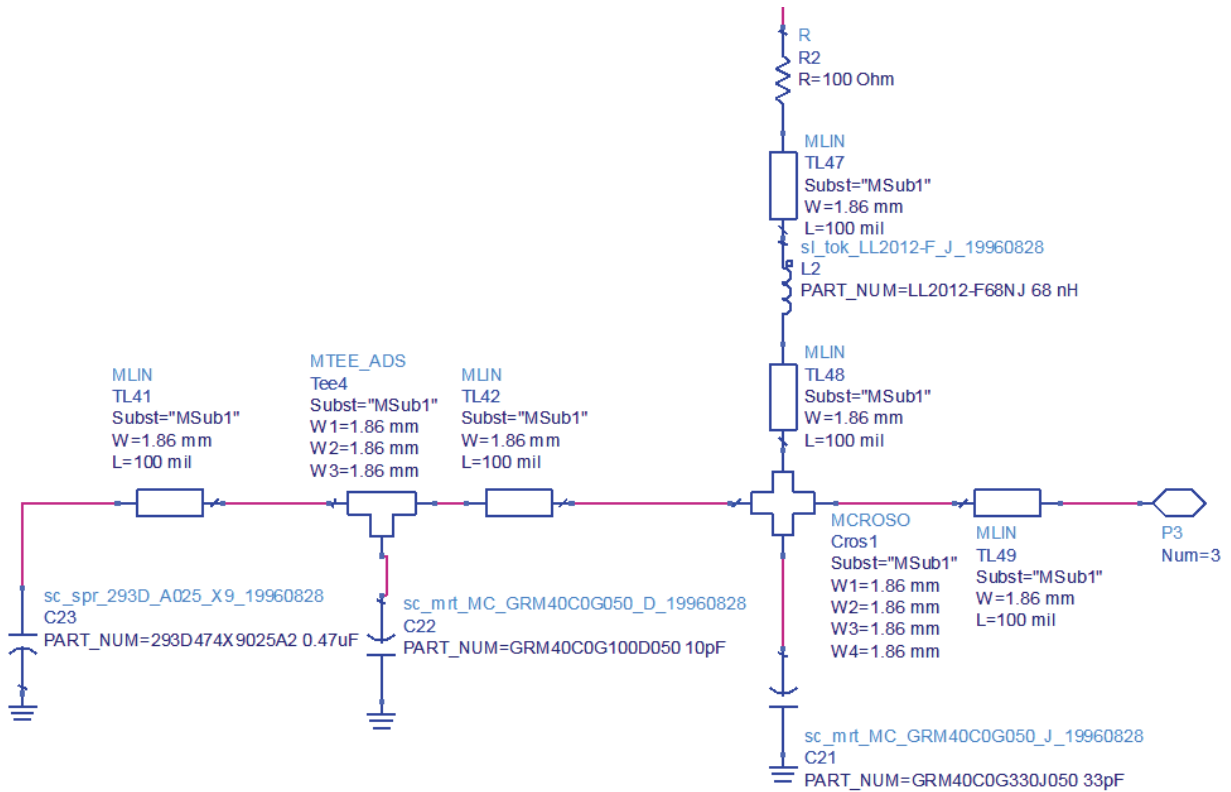 R
R2
R=100 Ohm
MLIN
TL47
Subst="MSub1"
W=1.86 mm
L=100 mil
sl_tok_LL2012-F_J_19960828
L2
PART_NUM=LL2012-F68NJ 68 nH
MLIN
TL48
Subst="MSub1"
W=1.86 mm
L=100 mil
MLIN
TL41
Subst="MSub1"
W=1.86 mm
L=100 mil
MTEE_ADS
Tee4
Subst="MSub1"
W1=1.86 mm
W2=1.86 mm
W3=1.86 mm
MLIN
TL42
Subst="MSub1"
W=1.86 mm
L=100 mil
MCROSO
Cros1
Subst="MSub1"
W1=1.86 mm
W2=1.86 mm
W3=1.86 mm
W4=1.86 mm
MLIN
TL49
Subst="MSub1"
W=1.86 mm
L=100 mil
P3
Num=3
sc_spr_293D_A025_X9_19960828
C23
PART_NUM=293D474X9025A2 0.47uF
sc_mrt_MC_GRM40C0G050_D_19960828
C22
PART_NUM=GRM40C0G100D050 10pF
sc_mrt_MC_GRM40C0G050_J_19960828
C21
PART_NUM=GRM40C0G330J050 33pF